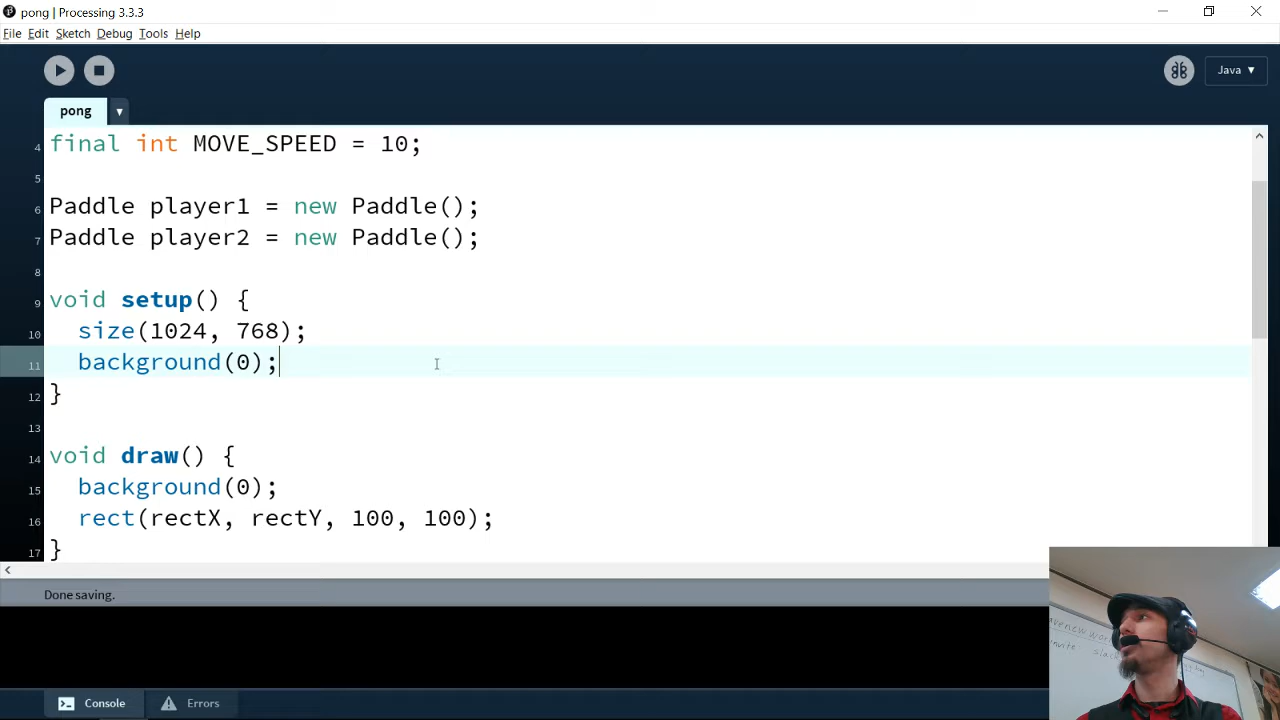 pong | Processing 3.3.3
File Edit Sketch Debug Tools Help
Java ▼
pong ▼
4 final int MOVE_SPEED = 10;
5
6 Paddle player1 = new Paddle();
7 Paddle player2 = new Paddle();
8
9 void setup() {
10 size(1024, 768);
11 background(0);
12 }
13
14 void draw() {
15 background(0);
16 rect(rectX, rectY, 100, 100);
17 }
Done saving.
Console Errors